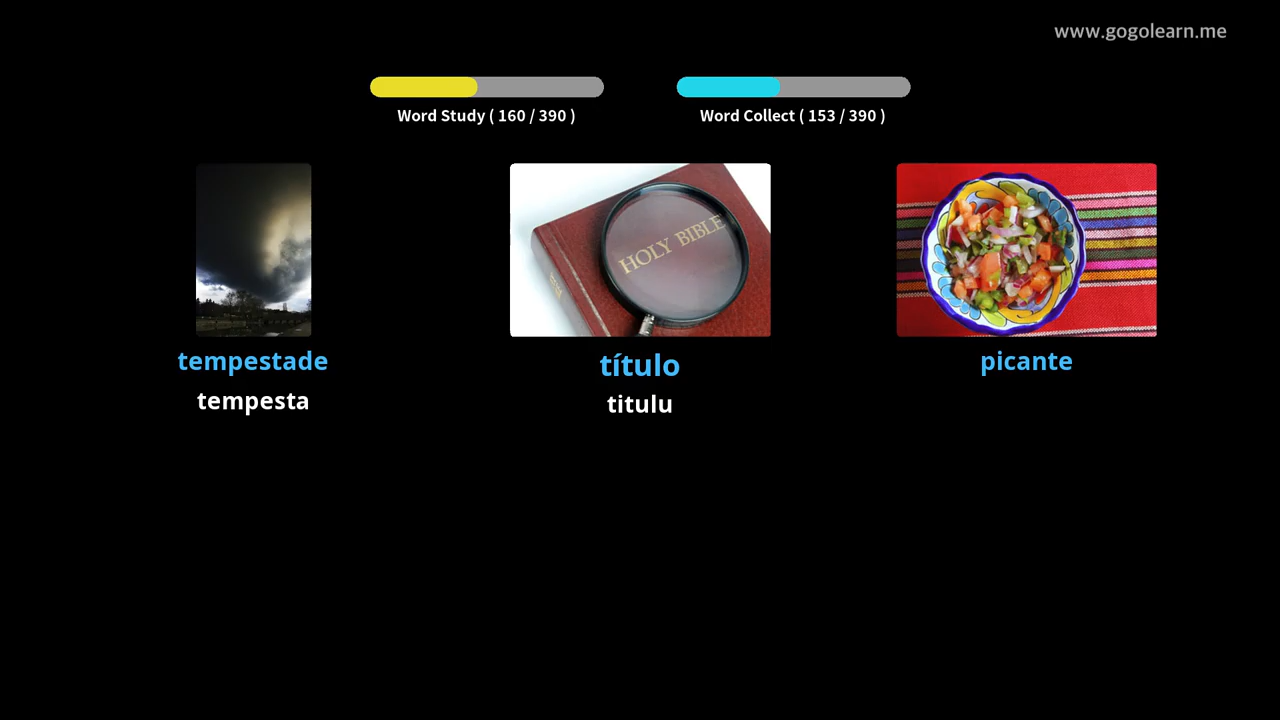 www.gogolearn.me
Word Study ( 160 / 390 )
Word Collect ( 153 / 390 )
HOLY BIBLE
tempestade
título
picante
tempesta
titulu